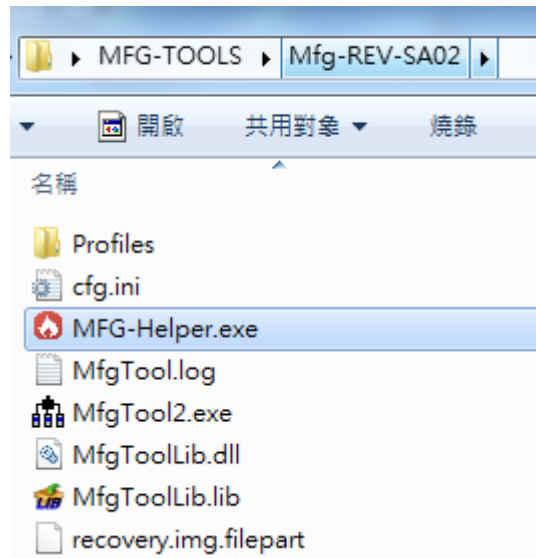 MFG-TOOLS Mfg-REV-SA02
開啟 共用對象 燒錄
名稱
Profiles
cfg.ini
MFG-Helper.exe
MfgTool.log
MfgTool2.exe
MfgToolLib.dll
MfgToolLib.lib
recovery.img.filepart